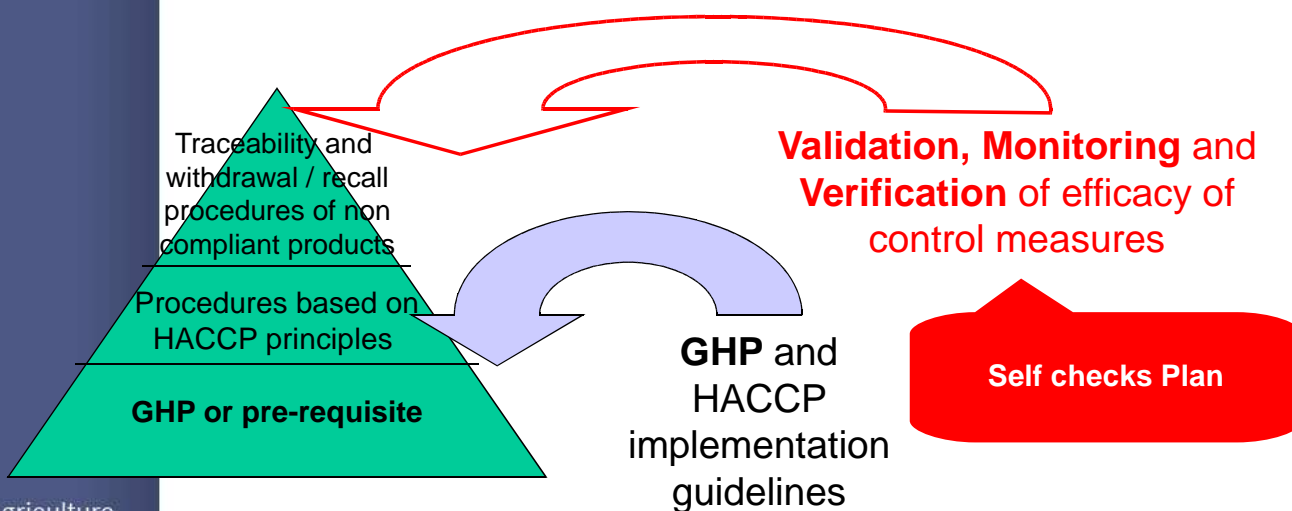 Traceability and
withdrawal / recall
procedures of non
compliant products
Procedures based on
HACCP principles
GHP or pre-requisite
Validation, Monitoring and
Verification of efficacy of
control measures
GHP and
HACCP
implementation
guidelines
Self checks Plan